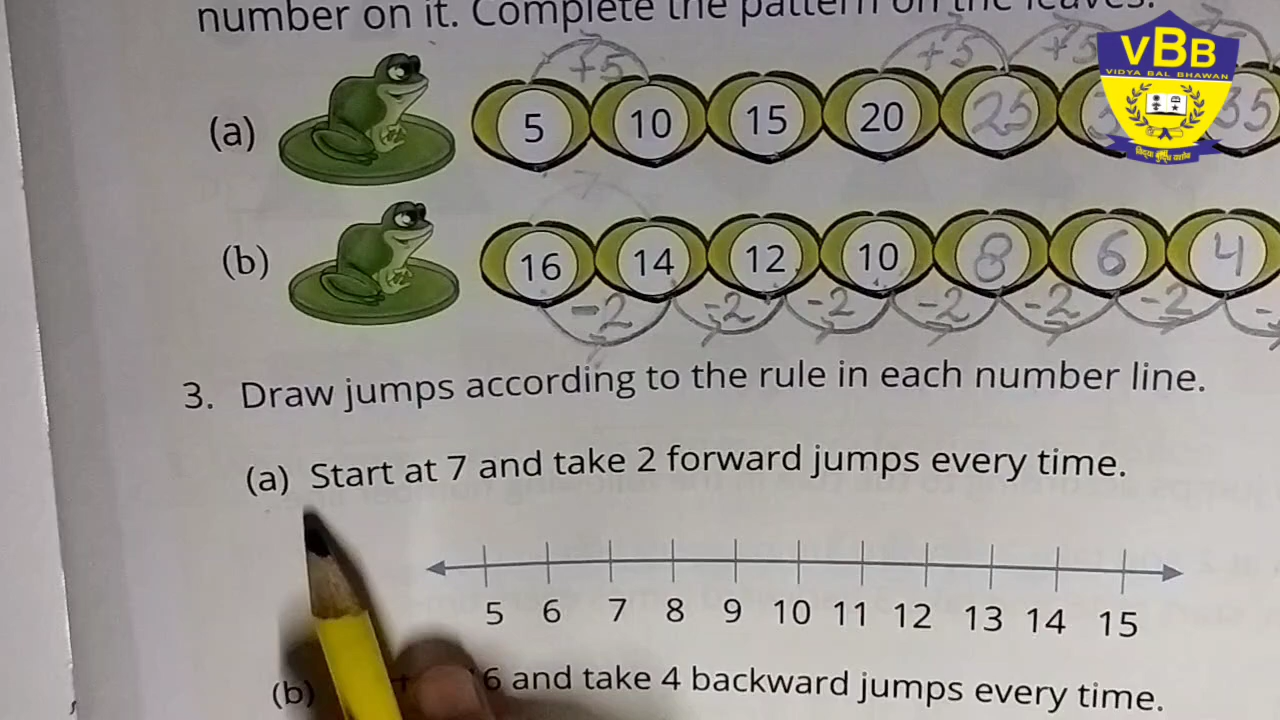 number on it. Complete the pattern on the leaves.
+5 +5 +5
(a) 5 10 15 20 25 35
VBB
VIDYA BAL BHAWAN
(b) 16 14 12 10 8 6 4
-2 -2 -2 -2 -2 -2
3. Draw jumps according to the rule in each number line.
(a) Start at 7 and take 2 forward jumps every time.
5 6 7 8 9 10 11 12 13 14 15
(b) 6 and take 4 backward jumps every time.